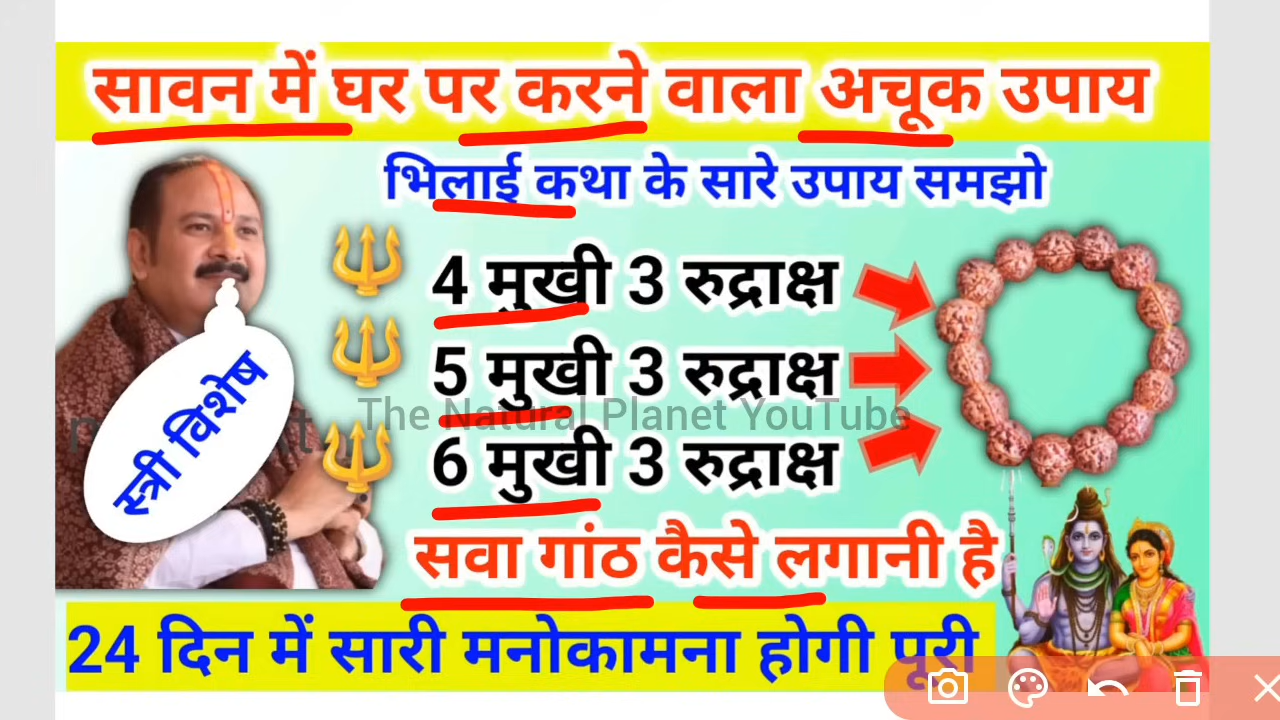 सावन में घर पर करने वाला अचूक उपाय
भिलाई कथा के सारे उपाय समझो
4 मुखी 3 रुद्राक्ष
5 मुखी 3 रुद्राक्ष
The Natural Planet YouTube
6 मुखी 3 रुद्राक्ष
स्त्री विशेष
सवा गांठ कैसे लगानी है
24 दिन में सारी मनोकामना होगी पूरी